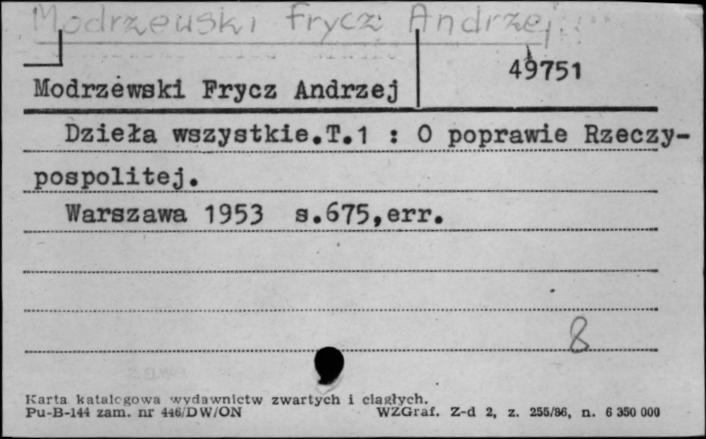 Modrzewski Frycz Andrzej
49751
Modrzewski Frycz Andrzej
Dzieła wszystkie.T.1 : O poprawie Rzeczy-
pospolitej.
Warszawa 1953 s.675,err.
8
Karta katalogowa wydawnictw zwartych i ciągłych.
Pu-B-144 zam. nr 446/DW/ON WZGraf. Z-d 2, z. 255/86, n. 6 350 000